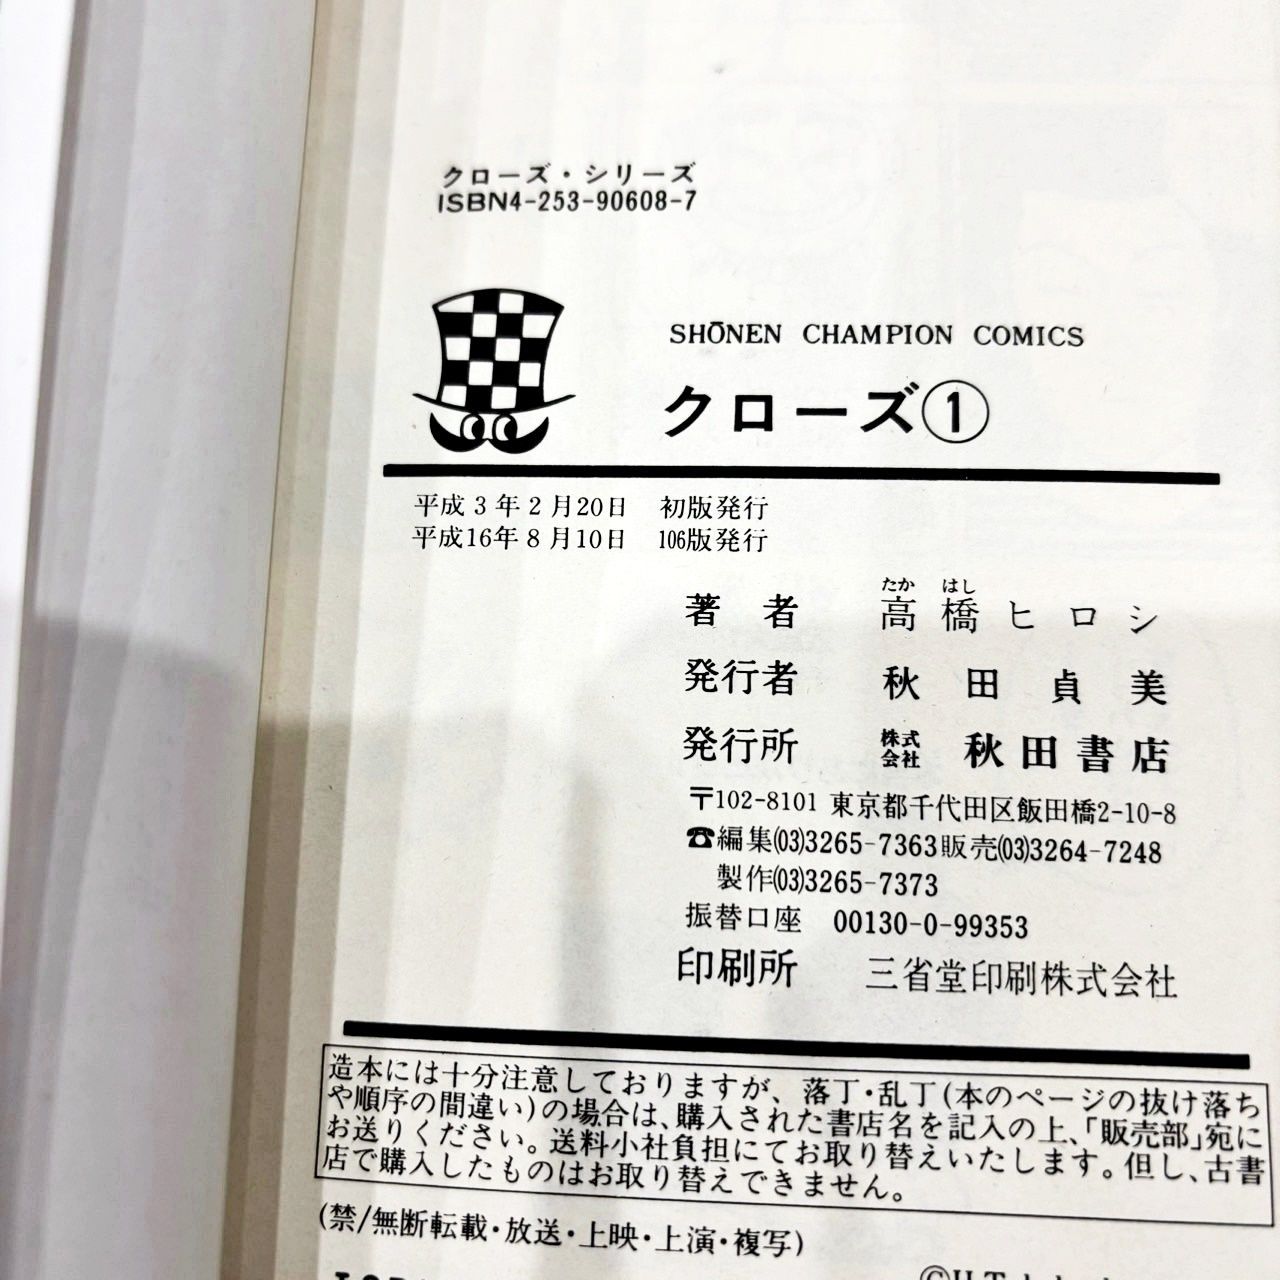 クローズ・シリーズ
ISBN4-253-90608-7
SHŌNEN CHAMPION COMICS
クローズ①
平成3年2月20日 初版発行
平成16年8月10日 106版発行
著者 高橋ヒロシ
たか はし
発行者 秋田貞美
発行所 株式会社 秋田書店
〒102-8101 東京都千代田区飯田橋2-10-8
☎編集(03)3265-7363販売(03)3264-7248
製作(03)3265-7373
振替口座 00130-0-99353
印刷所 三省堂印刷株式会社
造本には十分注意しておりますが、落丁・乱丁(本のページの抜け落ち
や順序の間違い)の場合は、購入された書店名を記入の上、「販売部」宛に
お送りください。送料小社負担にてお取り替えいたします。但し、古書
店で購入したものはお取り替えできません。
(禁/無断転載・放送・上映・上演・複写)